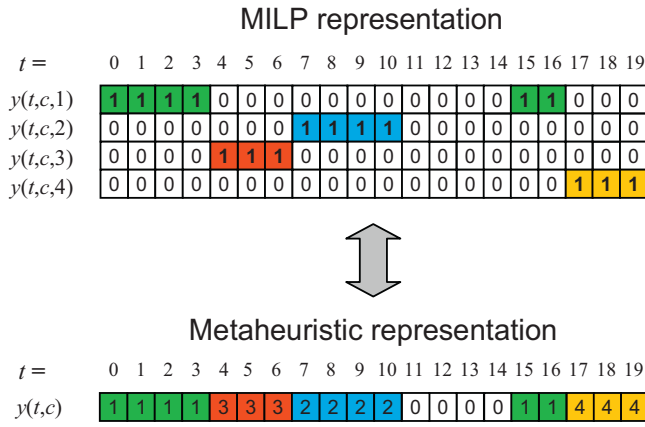 MILP representation
t = 0 1 2 3 4 5 6 7 8 9 10 11 12 13 14 15 16 17 18 19
y(t,c,1) 1 1 1 1 0 0 0 0 0 0 0 0 0 0 0 1 1 0 0 0
y(t,c,2) 0 0 0 0 0 0 0 1 1 1 1 0 0 0 0 0 0 0 0 0
y(t,c,3) 0 0 0 0 1 1 1 0 0 0 0 0 0 0 0 0 0 0 0 0
y(t,c,4) 0 0 0 0 0 0 0 0 0 0 0 0 0 0 0 0 0 1 1 1
Metaheuristic representation
t = 0 1 2 3 4 5 6 7 8 9 10 11 12 13 14 15 16 17 18 19
y(t,c) 1 1 1 1 3 3 3 2 2 2 2 0 0 0 0 1 1 4 4 4